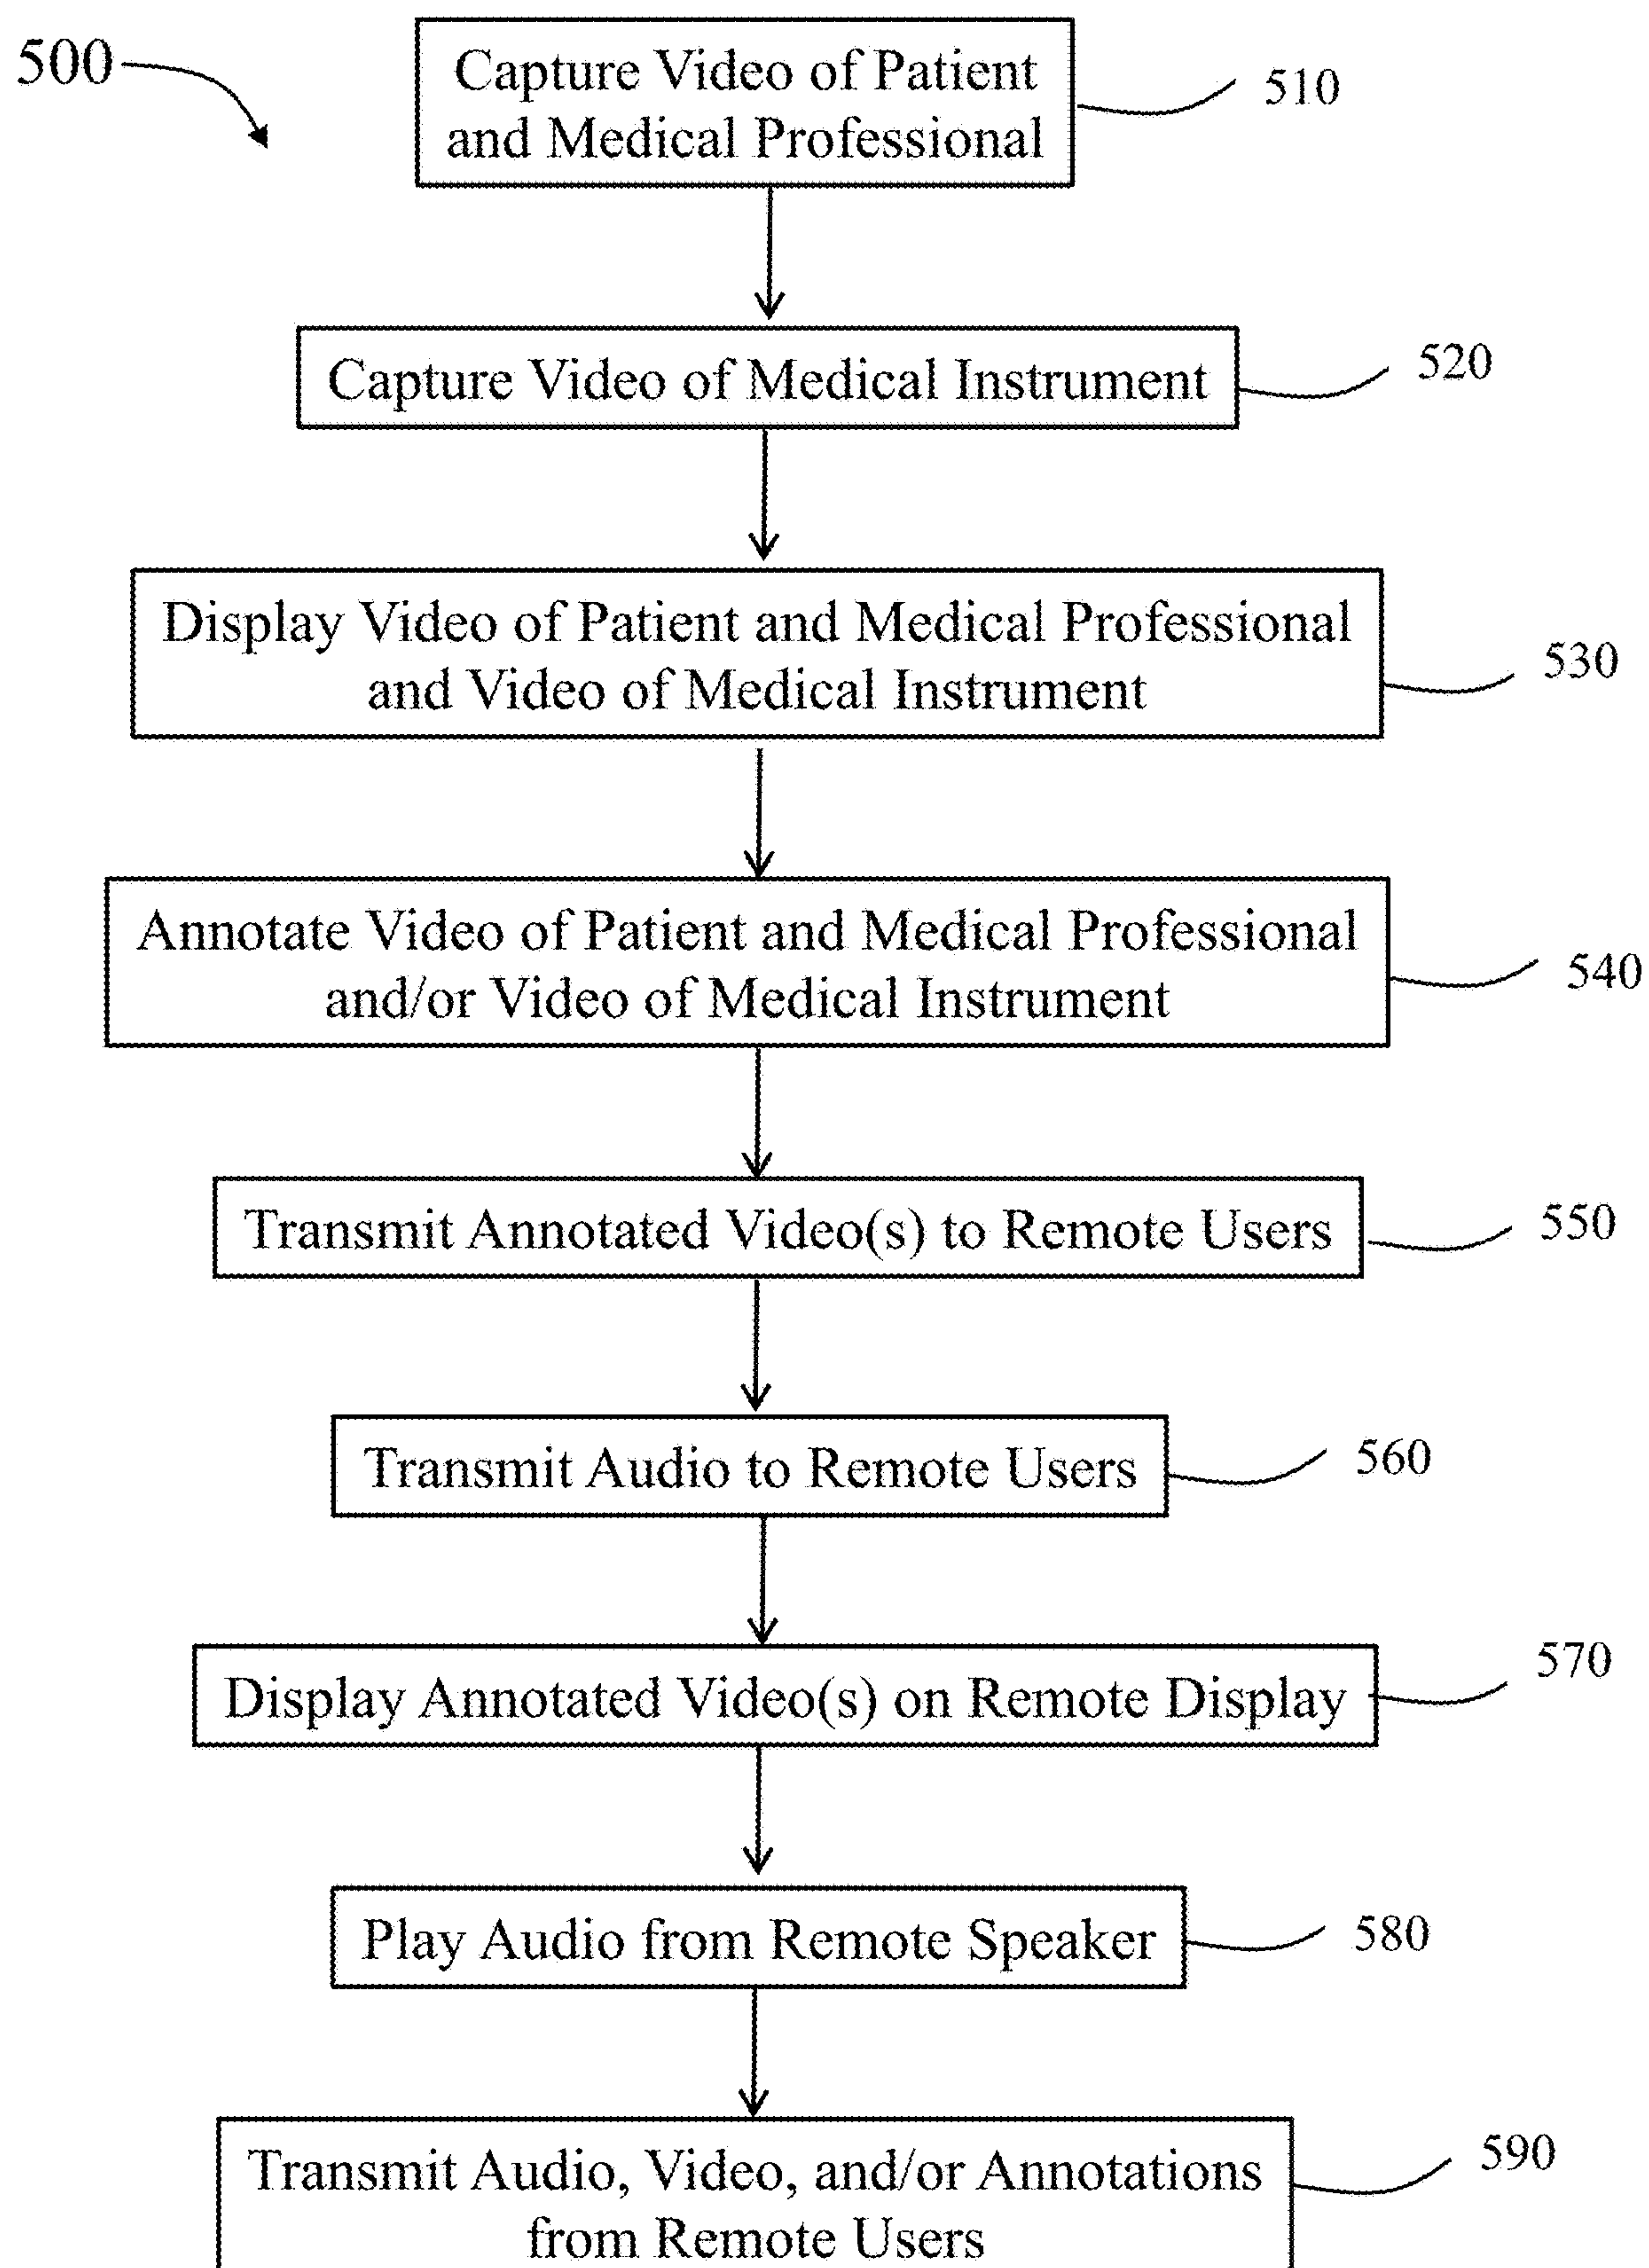 500
Capture Video of Patient
and Medical Professional
510
Capture Video of Medical Instrument
520
Display Video of Patient and Medical Professional
and Video of Medical Instrument
530
Annotate Video of Patient and Medical Professional
and/or Video of Medical Instrument
540
Transmit Annotated Video(s) to Remote Users
550
Transmit Audio to Remote Users
560
Display Annotated Video(s) on Remote Display
570
Play Audio from Remote Speaker
580
Transmit Audio, Video, and/or Annotations
from Remote Users
590